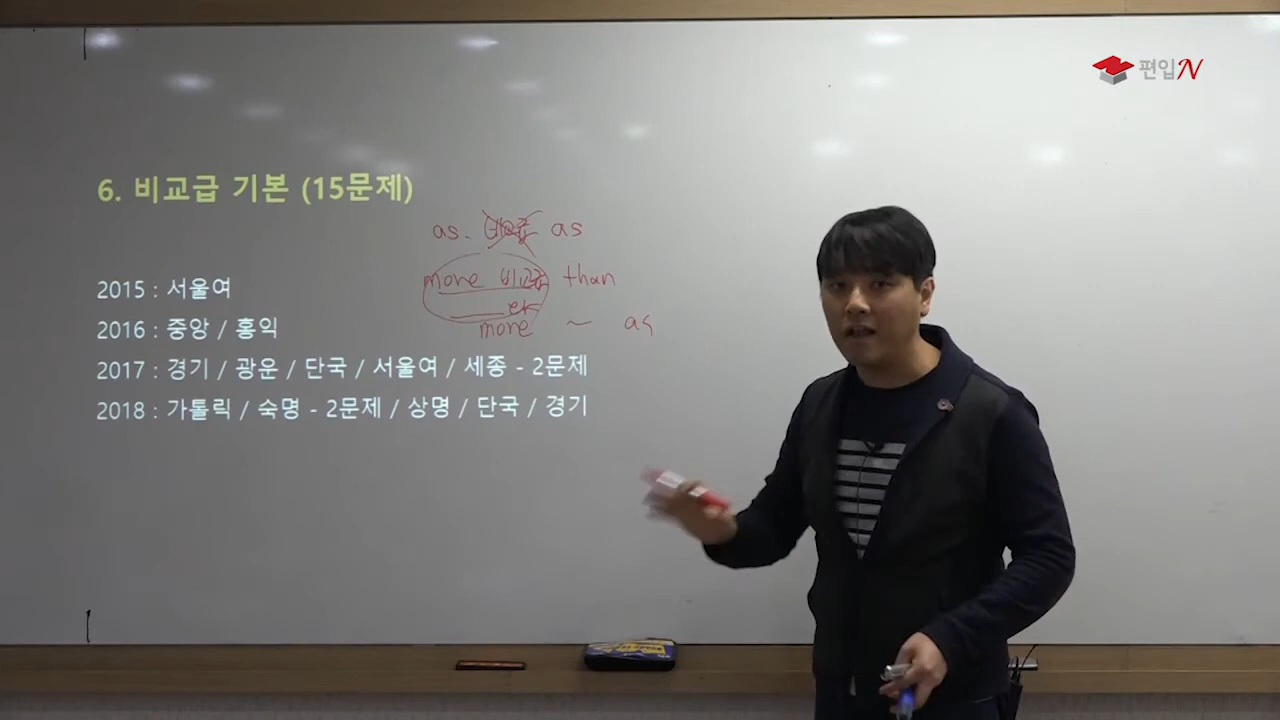 편입N
6. 비교급 기본 (15문제)
as 비교급 as
more 비교급 than
er
more ~ as
2015 : 서울여
2016 : 중앙 / 홍익
2017 : 경기 / 광운 / 단국 / 서울여 / 세종 - 2문제
2018 : 가톨릭 / 숙명 - 2문제 / 상명 / 단국 / 경기